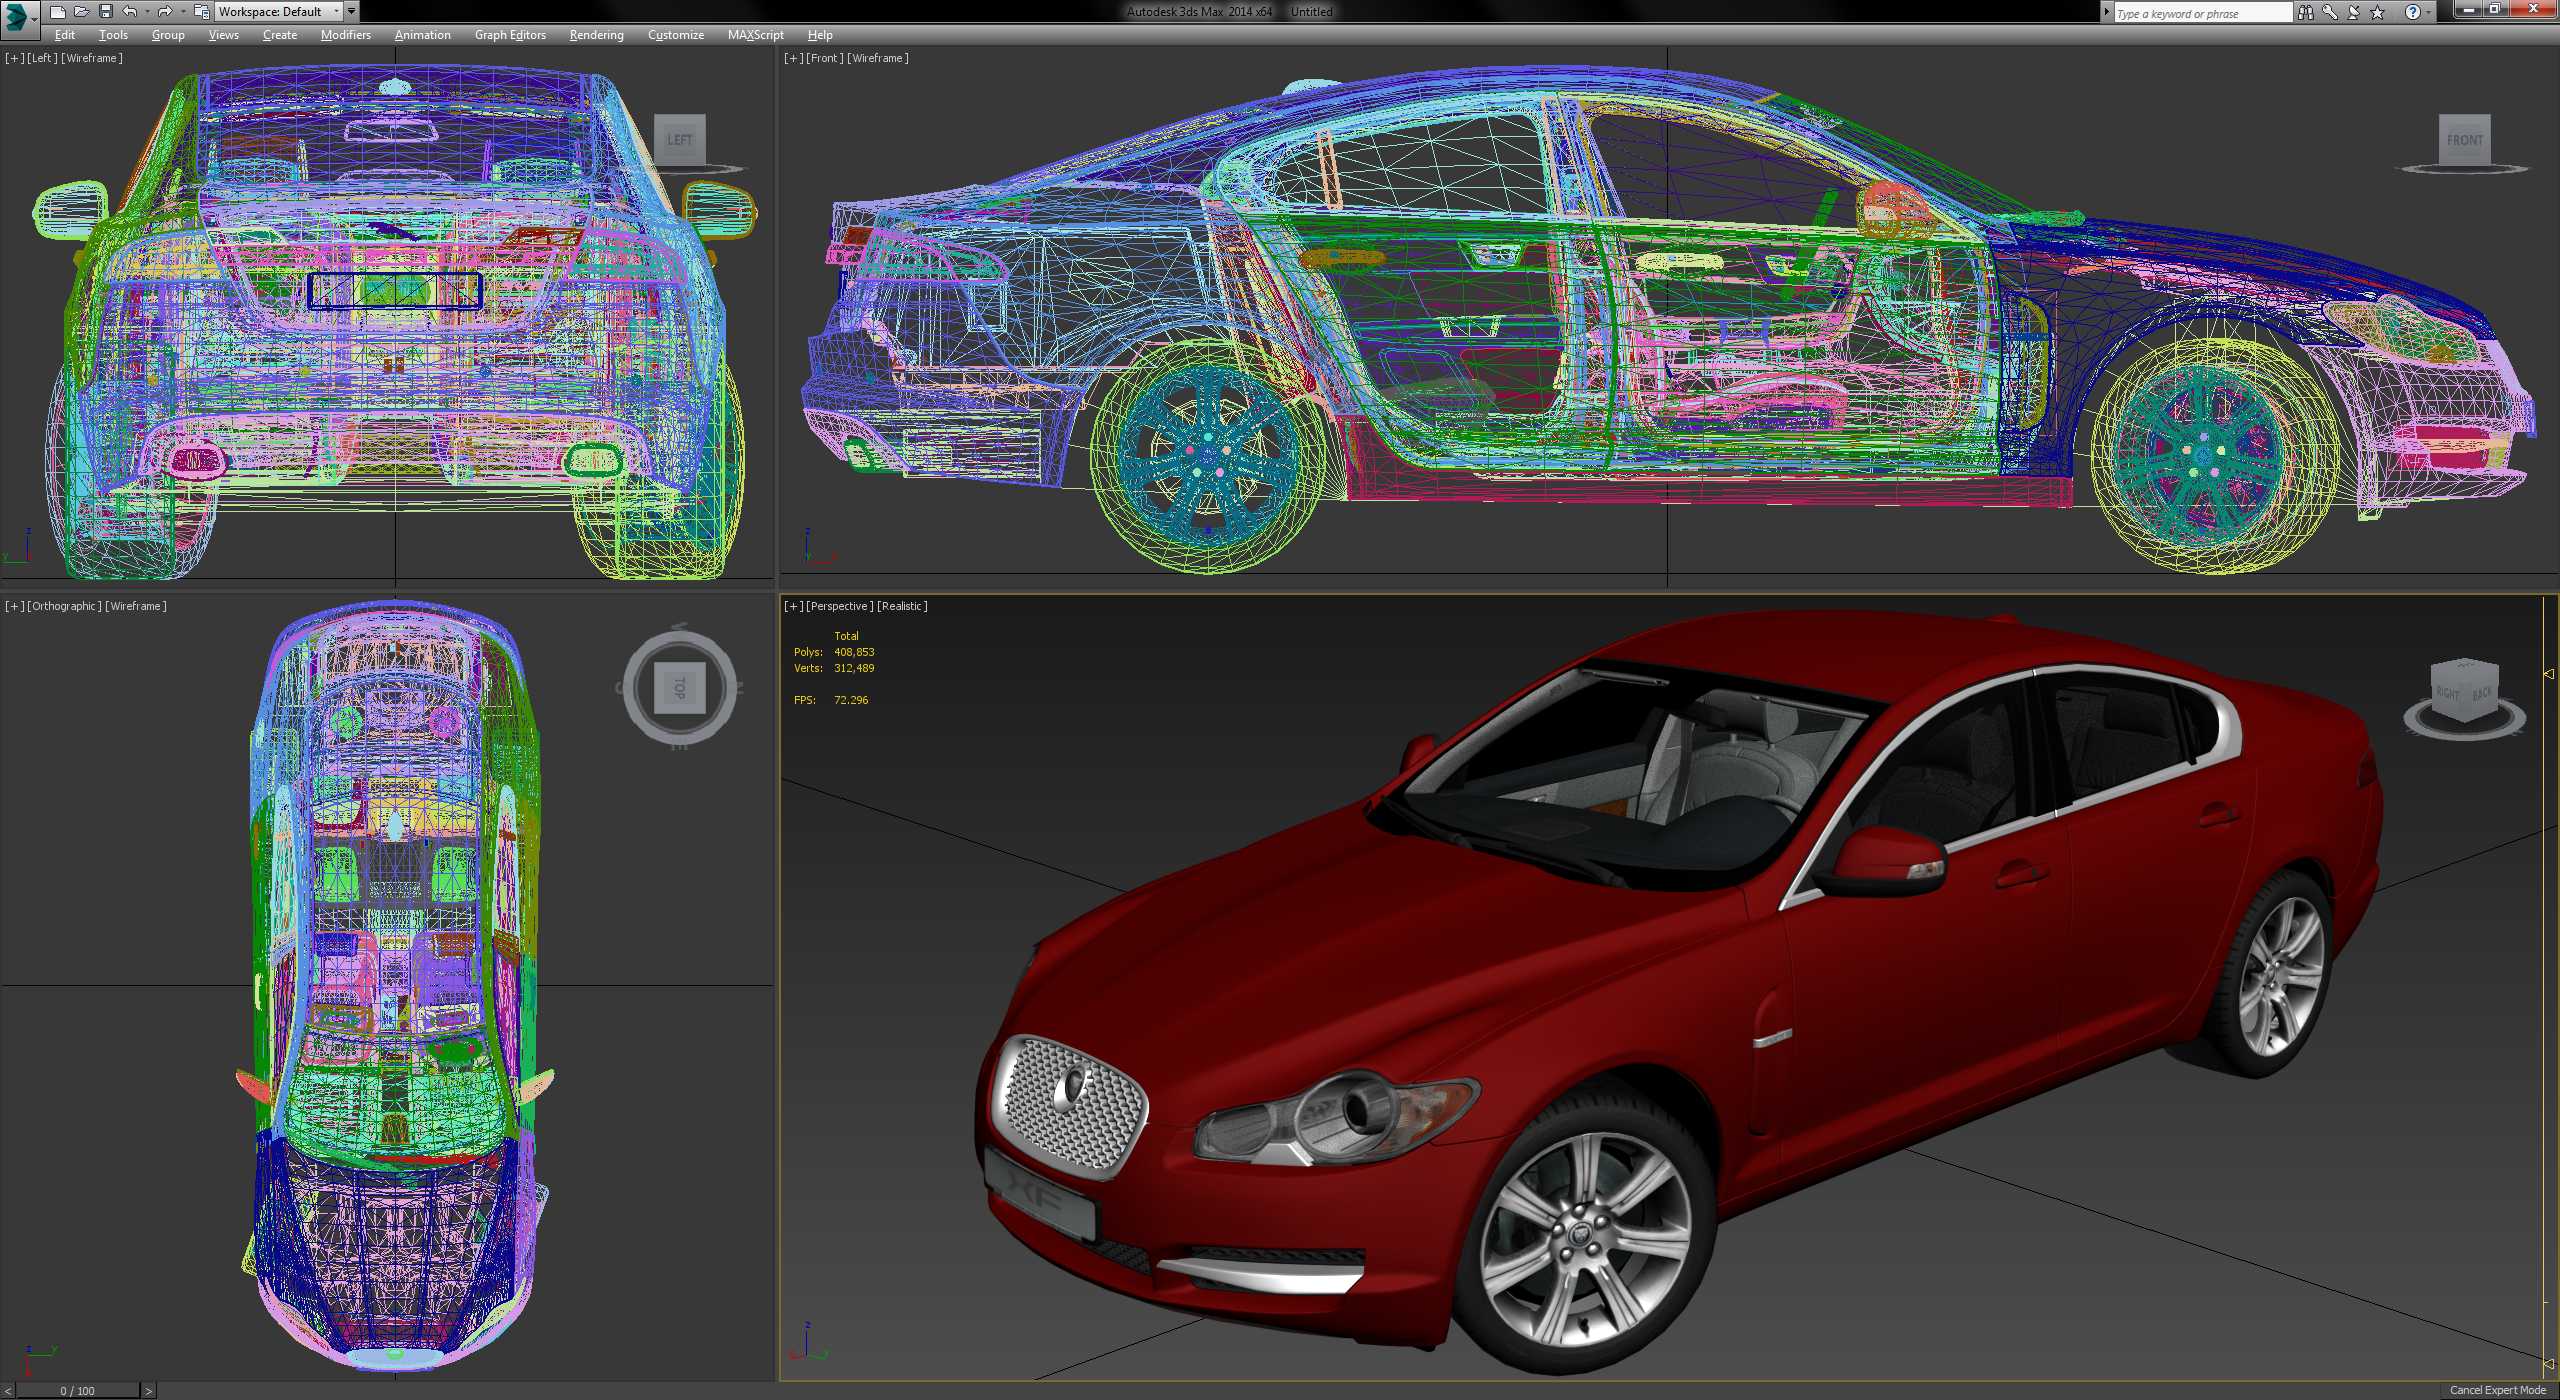 Workspace: Default
Autodesk 3ds Max 2014 x64 Untitled
Type a keyword or phrase
Edit Tools Group Views Create Modifiers Animation Graph Editors Rendering Customize MAXScript Help
[+] [Left] [Wireframe]
LEFT
[+] [Front] [Wireframe]
FRONT
z
y
z
[+] [Orthographic] [Wireframe]
TOP
W
N
S
E
z
y
x
[+] [Perspective] [Realistic]
Total
Polys: 408,853
Verts: 312,489
FPS: 72.296
RIGHT
BACK
XF
z
x
y
< 0 / 100 >
Cancel Expert Mode